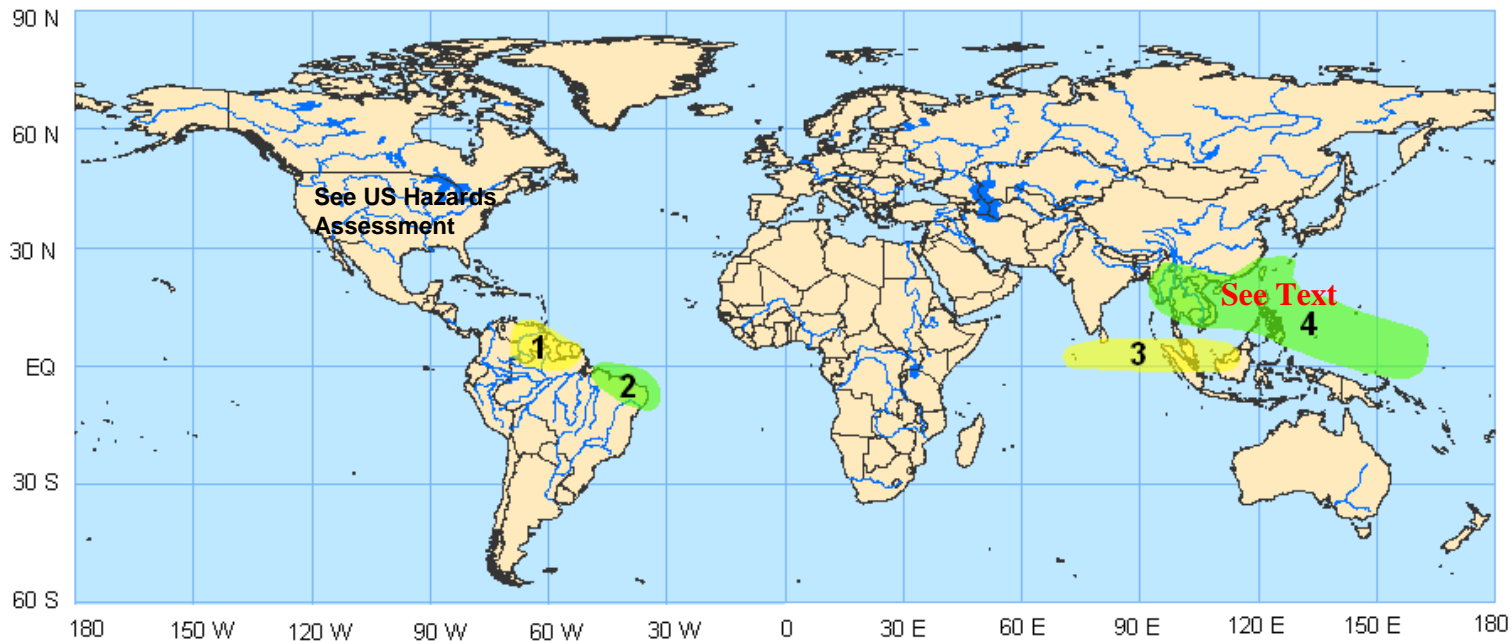 90 N
60 N
See US Hazards
Assessment
30 N
See Text
4
1
3
EQ
2
30 S
60 S
180 150 W 120 W 90 W 60 W 30 W 0 30 E 60 E 90 E 120 E 150 E 180